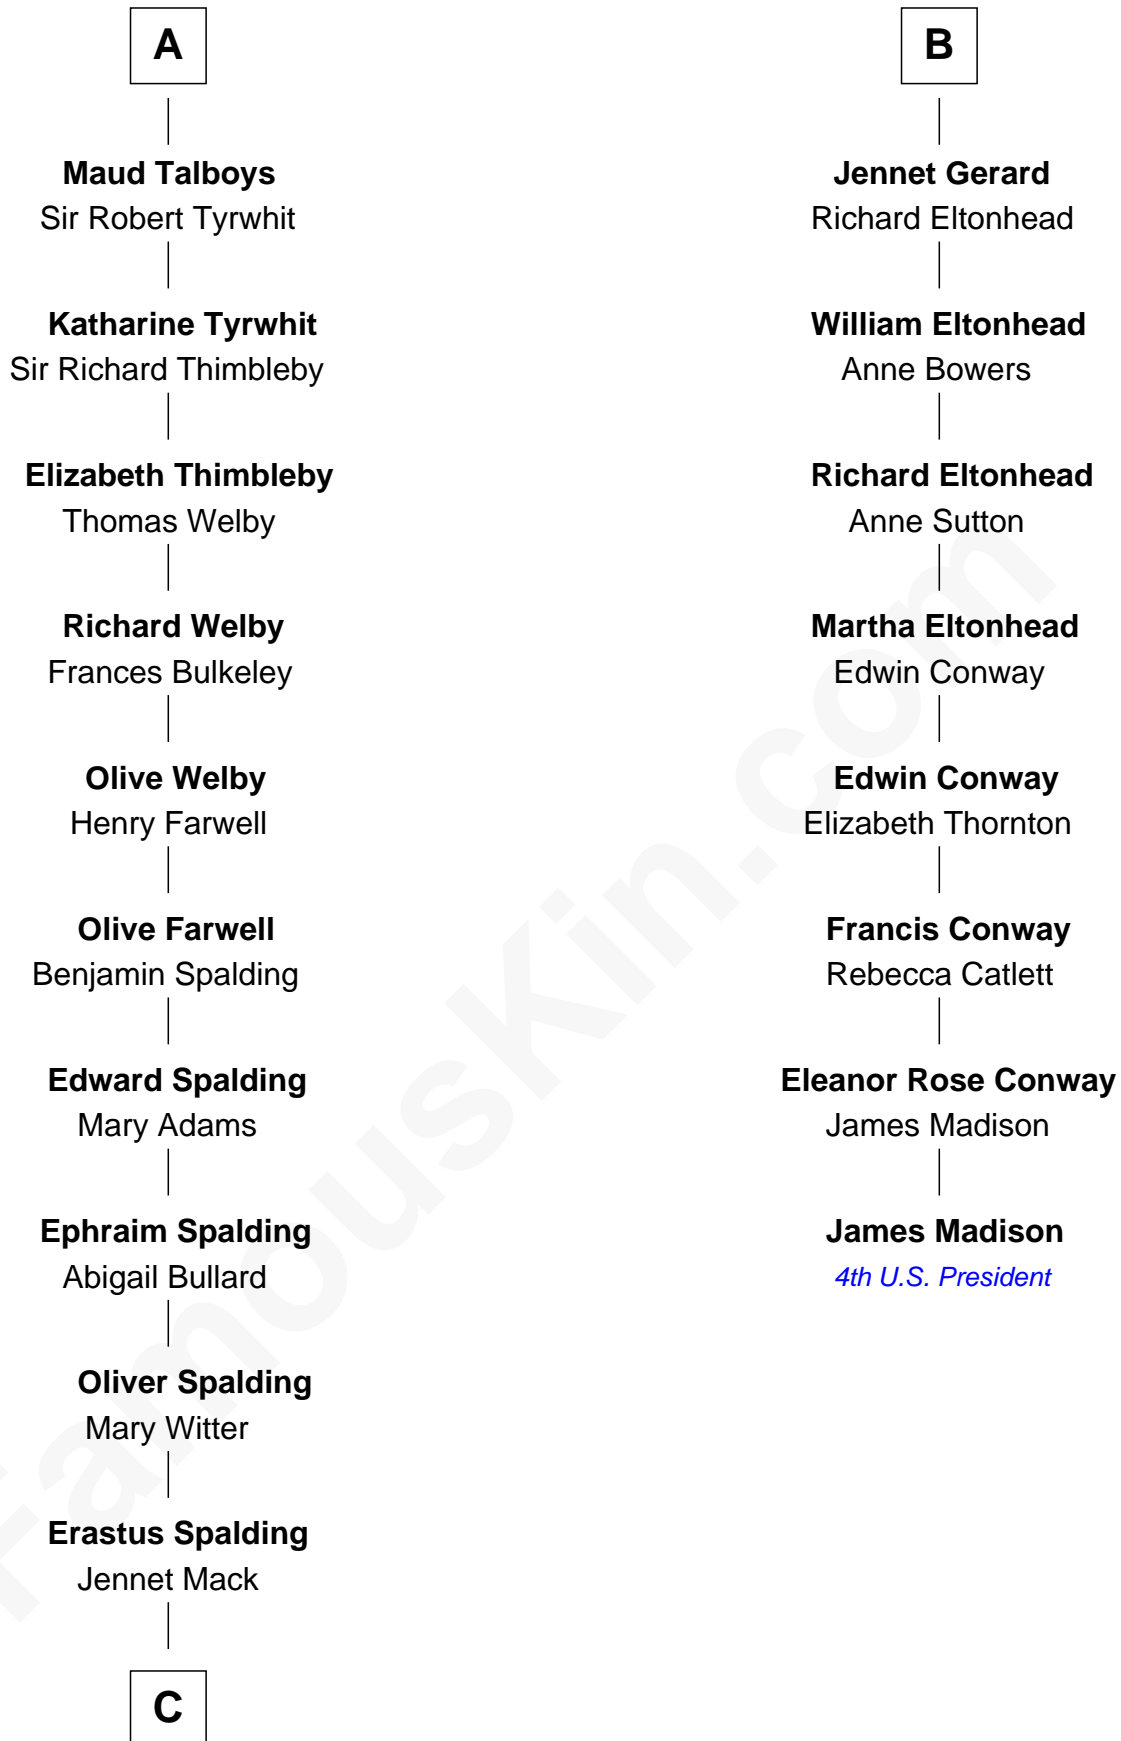 A
Maud Talboys
Sir Robert Tyrwhit
Katharine Tyrwhit
Sir Richard Thimbleby
Elizabeth Thimbleby
Thomas Welby
Richard Welby
Frances Bulkeley
Olive Welby
Henry Farwell
Olive Farwell
Benjamin Spalding
Edward Spalding
Mary Adams
Ephraim Spalding
Abigail Bullard
Oliver Spalding
Mary Witter
Erastus Spalding
Jennet Mack
C
B
Jennet Gerard
Richard Eltonhead
William Eltonhead
Anne Bowers
Richard Eltonhead
Anne Sutton
Martha Eltonhead
Edwin Conway
Edwin Conway
Elizabeth Thornton
Francis Conway
Rebecca Catlett
Eleanor Rose Conway
James Madison
James Madison
4th U.S. President
FamousKin.com